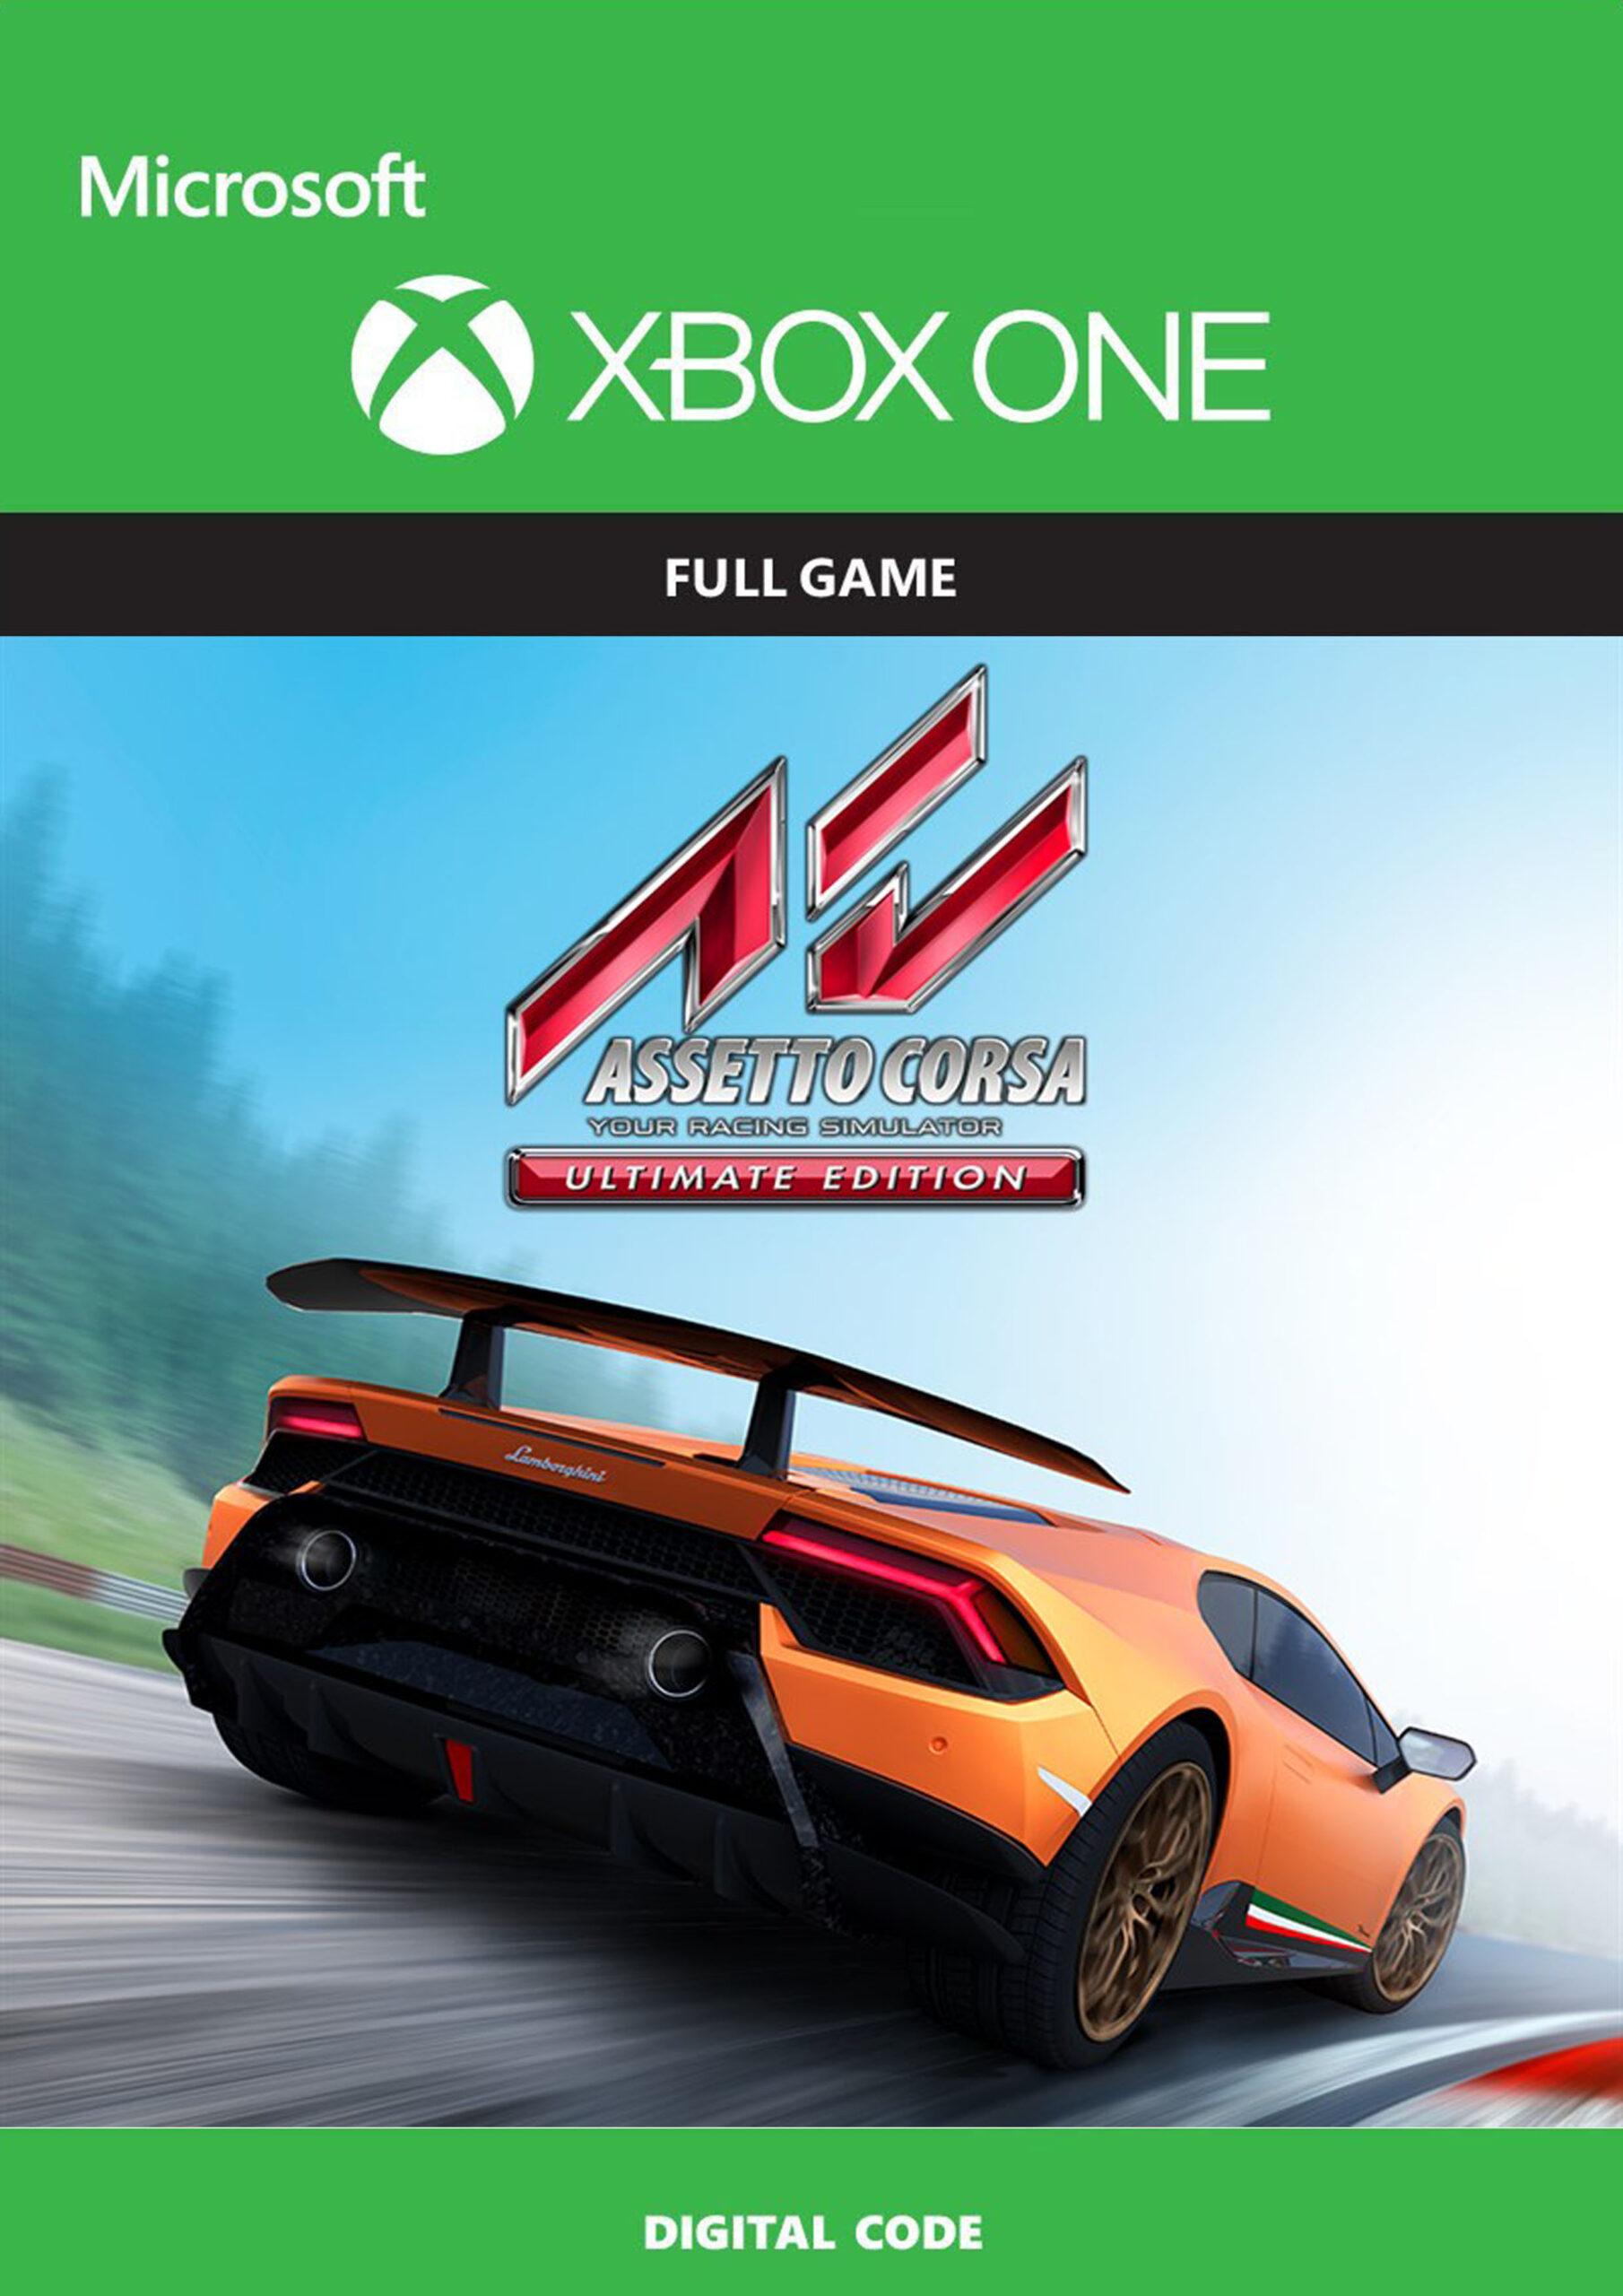 Microsoft
XBOX ONE
FULL GAME
ASSETTO CORSA
YOUR RACING SIMULATOR
ULTIMATE EDITION
Lamborghini
DIGITAL CODE